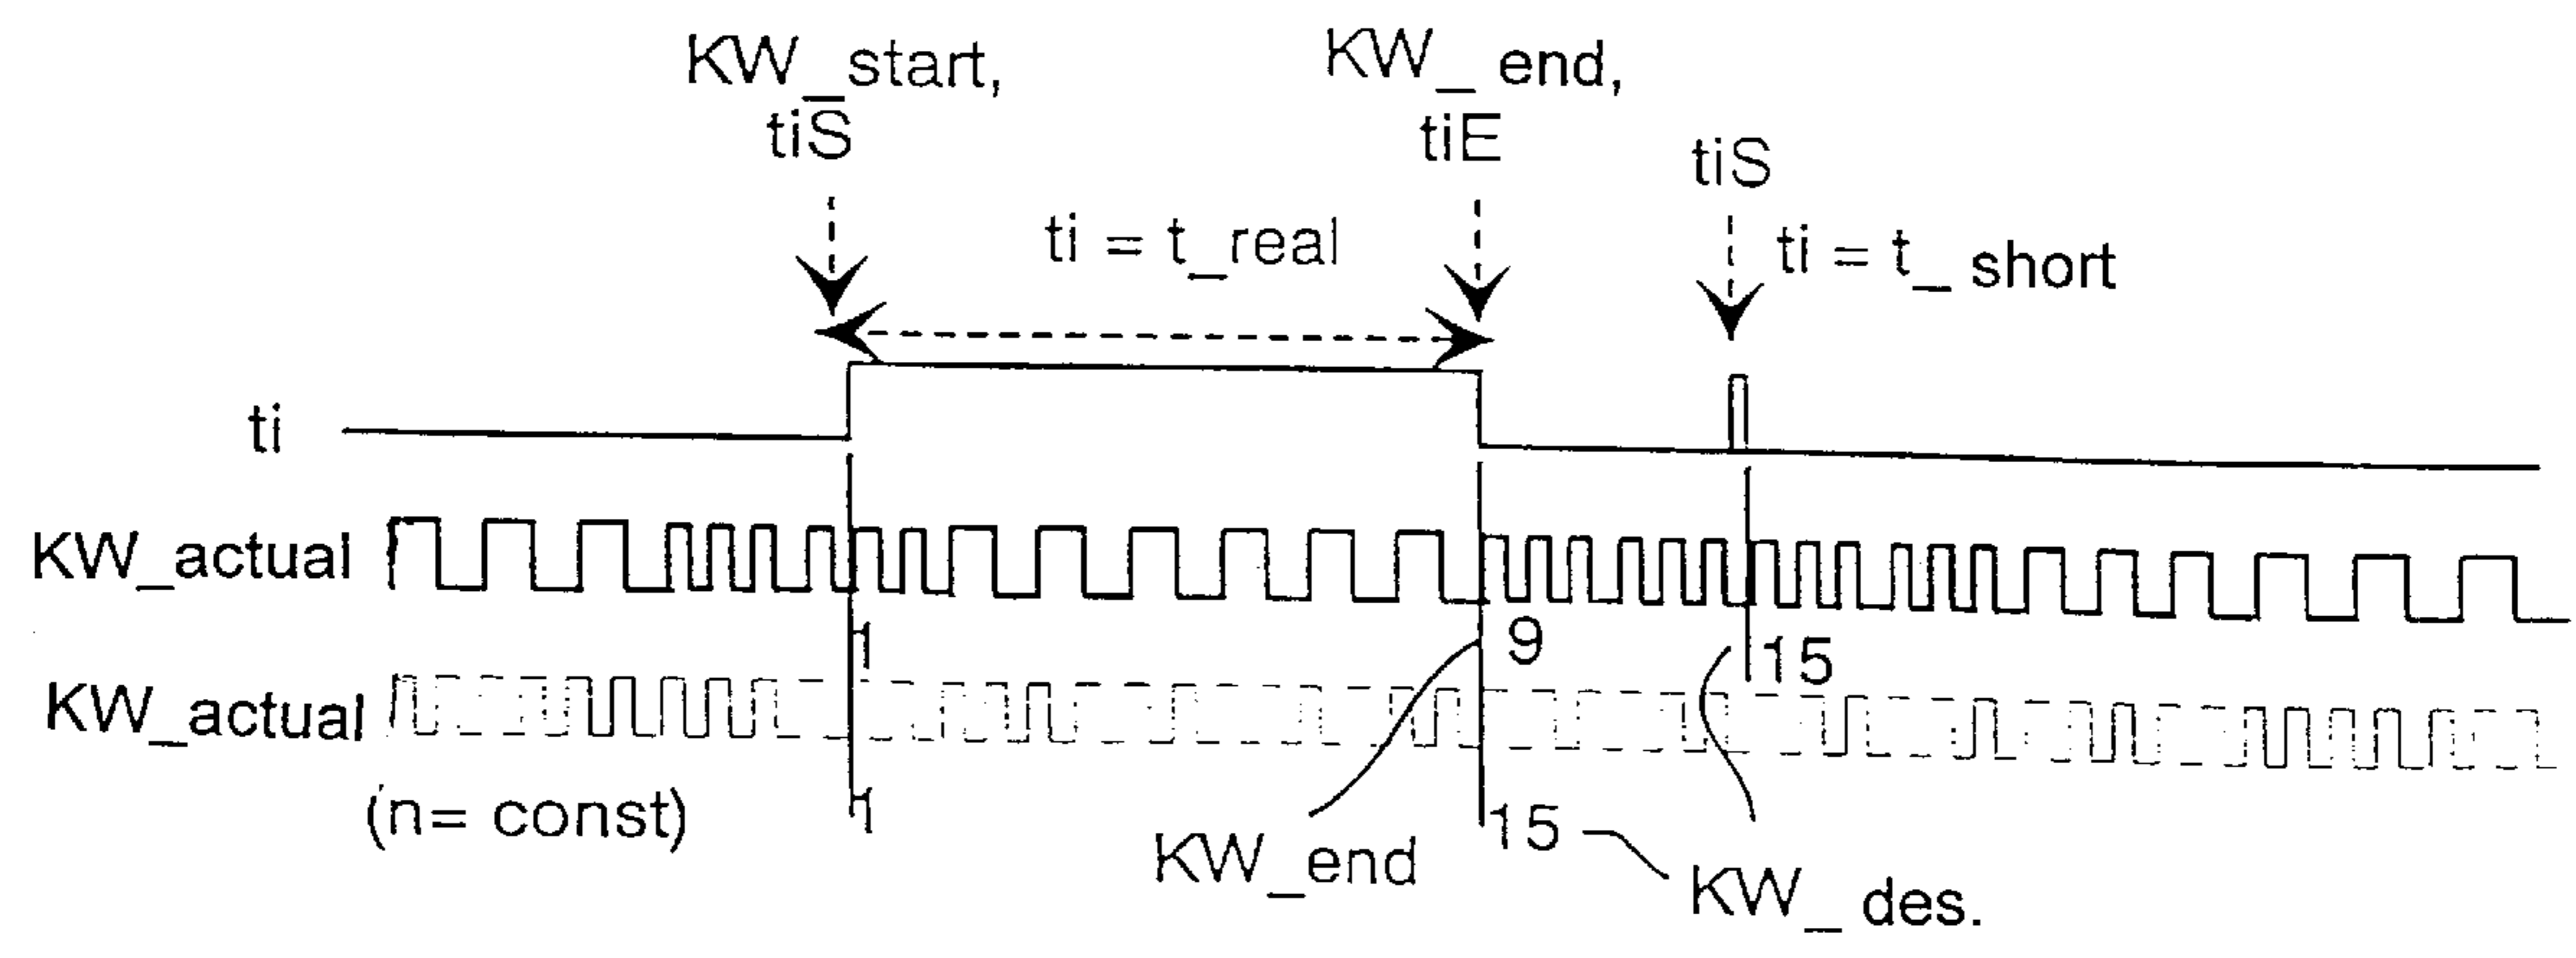 KW_start,
tiS
KW_ end,
tiE
tiS
ti = t_real
ti = t_ short
ti
KW_actual
1
9
15
KW_actual
(n= const)
1
15
KW_end
KW_ des.